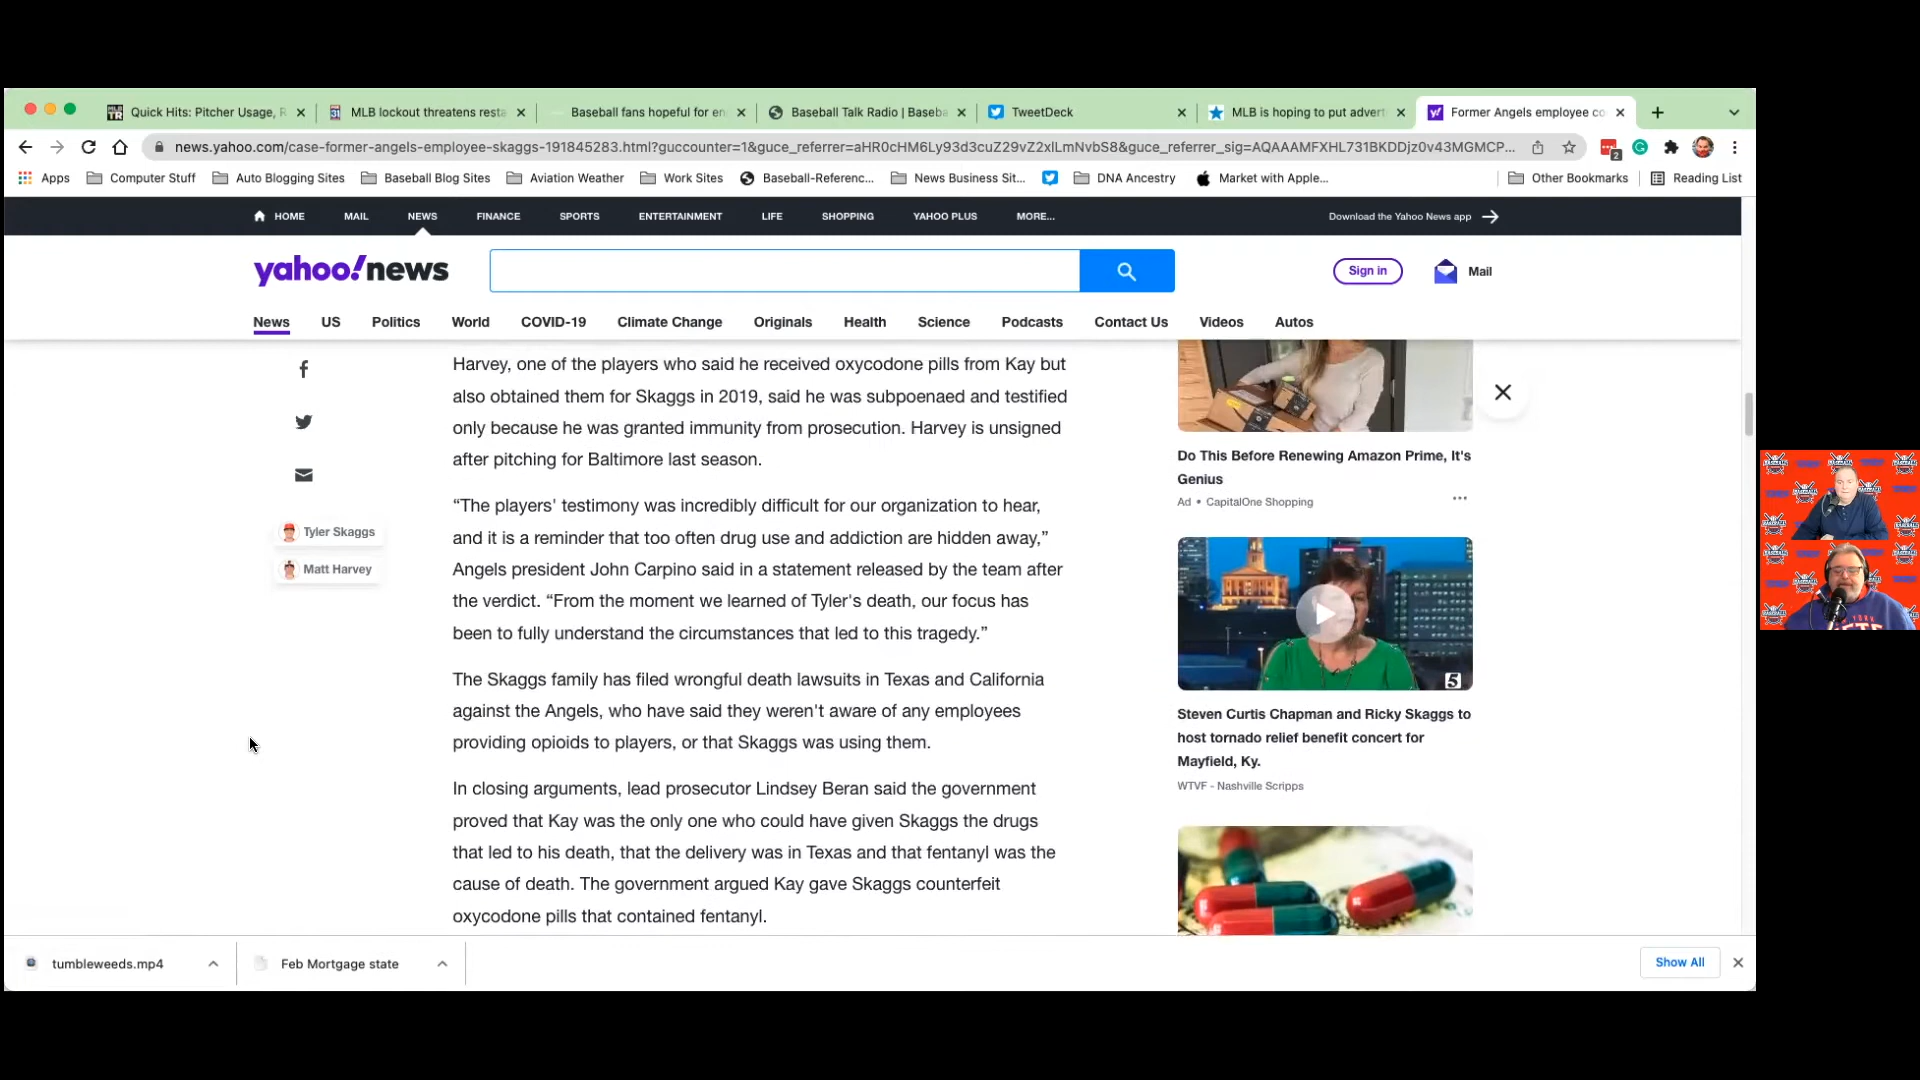 Quick Hits: Pitcher Usage, R
MLB lockout threatens resta
Baseball fans hopeful for en
Baseball Talk Radio | Baseba
TweetDeck
MLB is hoping to put advert
Former Angels employee co
news.yahoo.com/case-former-angels-employee-skaggs-191845283.html?guccounter=1&guce_referrer=aHR0cHM6Ly93d3cuZ29vZ2xlLmNvbS8&guce_referrer_sig=AQAAAMFXHL731BKDDjz0v43MGMCP...
2
Apps
Computer Stuff
Auto Blogging Sites
Baseball Blog Sites
Aviation Weather
Work Sites
Baseball-Referenc...
News Business Sit...
DNA Ancestry
Market with Apple...
Other Bookmarks
Reading List
HOME
MAIL
NEWS
FINANCE
SPORTS
ENTERTAINMENT
LIFE
SHOPPING
YAHOO PLUS
MORE...
Download the Yahoo News app
yahoo!news
Sign in
Mail
News
US
Politics
World
COVID-19
Climate Change
Originals
Health
Science
Podcasts
Contact Us
Videos
Autos
Tyler Skaggs
Matt Harvey
Harvey, one of the players who said he received oxycodone pills from Kay but
also obtained them for Skaggs in 2019, said he was subpoenaed and testified
only because he was granted immunity from prosecution. Harvey is unsigned
after pitching for Baltimore last season.
“The players' testimony was incredibly difficult for our organization to hear,
and it is a reminder that too often drug use and addiction are hidden away,”
Angels president John Carpino said in a statement released by the team after
the verdict. “From the moment we learned of Tyler's death, our focus has
been to fully understand the circumstances that led to this tragedy.”
The Skaggs family has filed wrongful death lawsuits in Texas and California
against the Angels, who have said they weren't aware of any employees
providing opioids to players, or that Skaggs was using them.
In closing arguments, lead prosecutor Lindsey Beran said the government
proved that Kay was the only one who could have given Skaggs the drugs
that led to his death, that the delivery was in Texas and that fentanyl was the
cause of death. The government argued Kay gave Skaggs counterfeit
oxycodone pills that contained fentanyl.
Do This Before Renewing Amazon Prime, It's
Genius
Ad • CapitalOne Shopping
5
Steven Curtis Chapman and Ricky Skaggs to
host tornado relief benefit concert for
Mayfield, Ky.
WTVF - Nashville Scripps
tumbleweeds.mp4
Feb Mortgage state
Show All